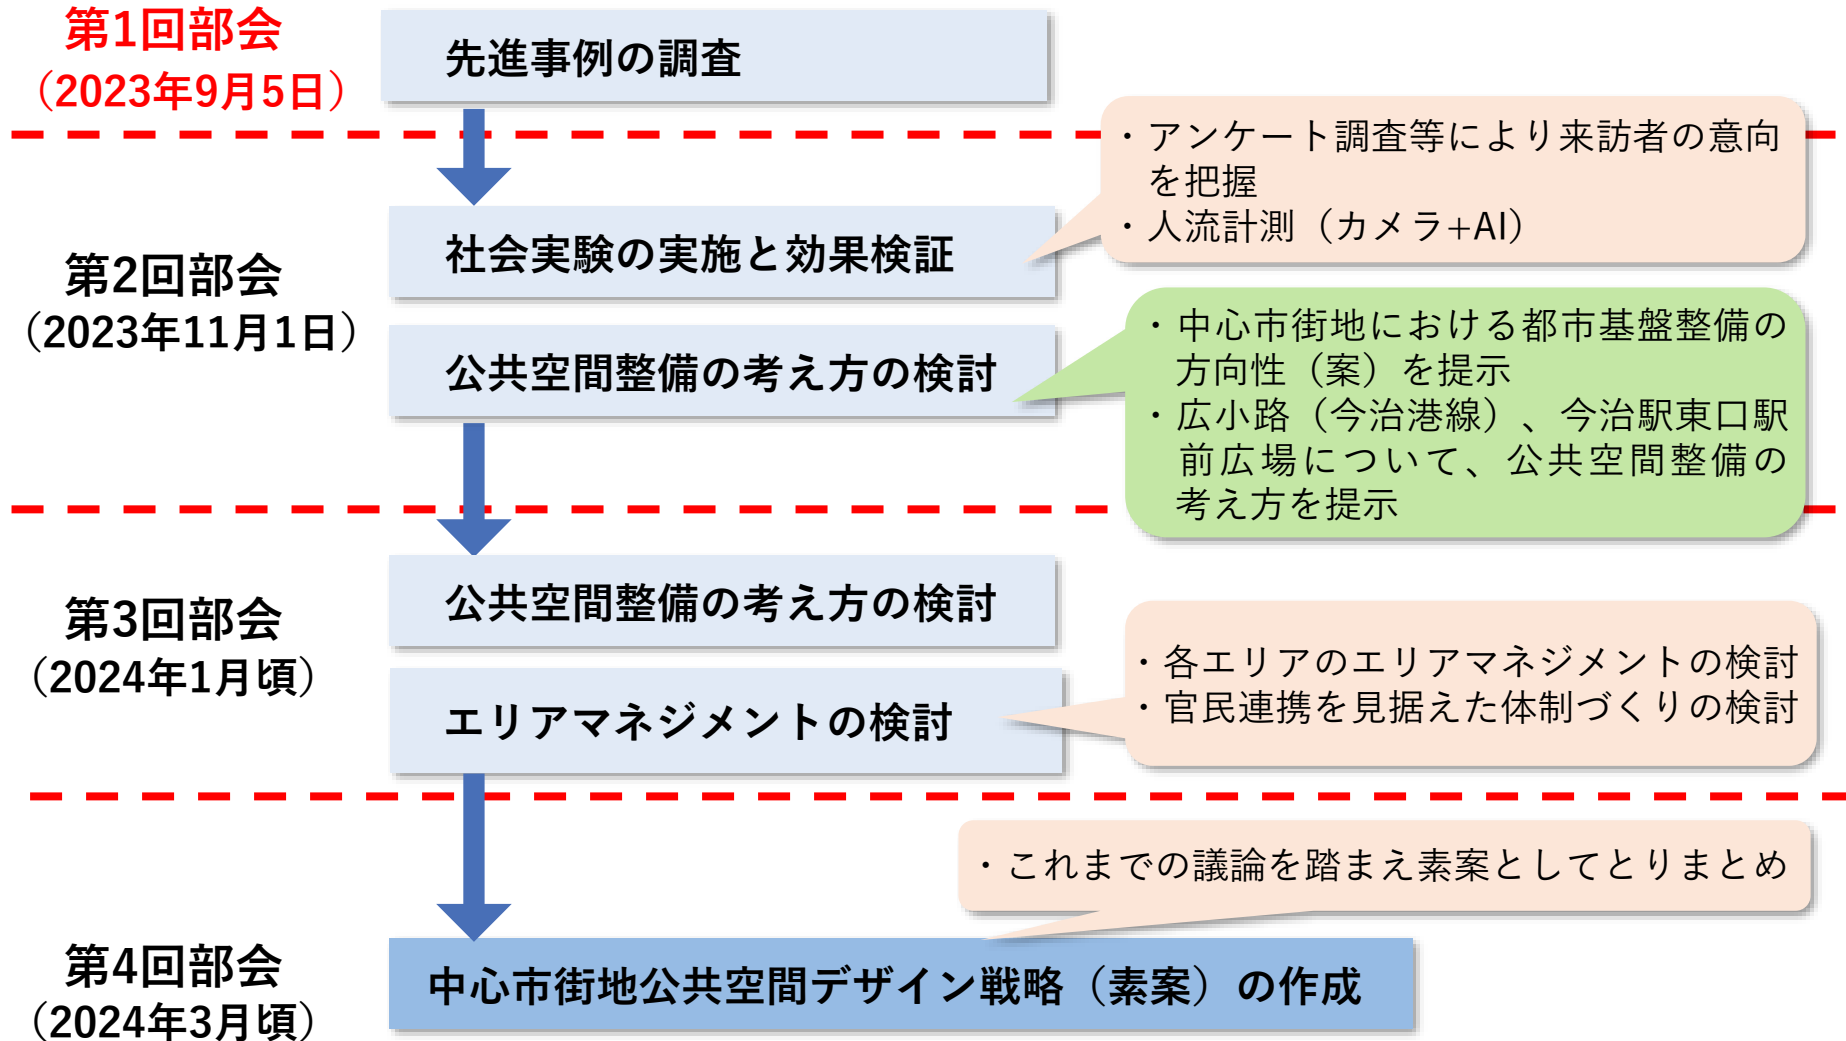 第1回部会
（2023年9月5日）
先進事例の調査
・アンケート調査等により来訪者の意向
を把握
・人流計測（カメラ+AI）
第2回部会
（2023年11月1日）
社会実験の実施と効果検証
公共空間整備の考え方の検討
・中心市街地における都市基盤整備の
方向性（案）を提示
・広小路（今治港線）、今治駅東口駅
前広場について、公共空間整備の
考え方を提示
第3回部会
（2024年1月頃）
公共空間整備の考え方の検討
エリアマネジメントの検討
・各エリアのエリアマネジメントの検討
・官民連携を見据えた体制づくりの検討
・これまでの議論を踏まえ素案としてとりまとめ
第4回部会
（2024年3月頃）
中心市街地公共空間デザイン戦略（素案）の作成